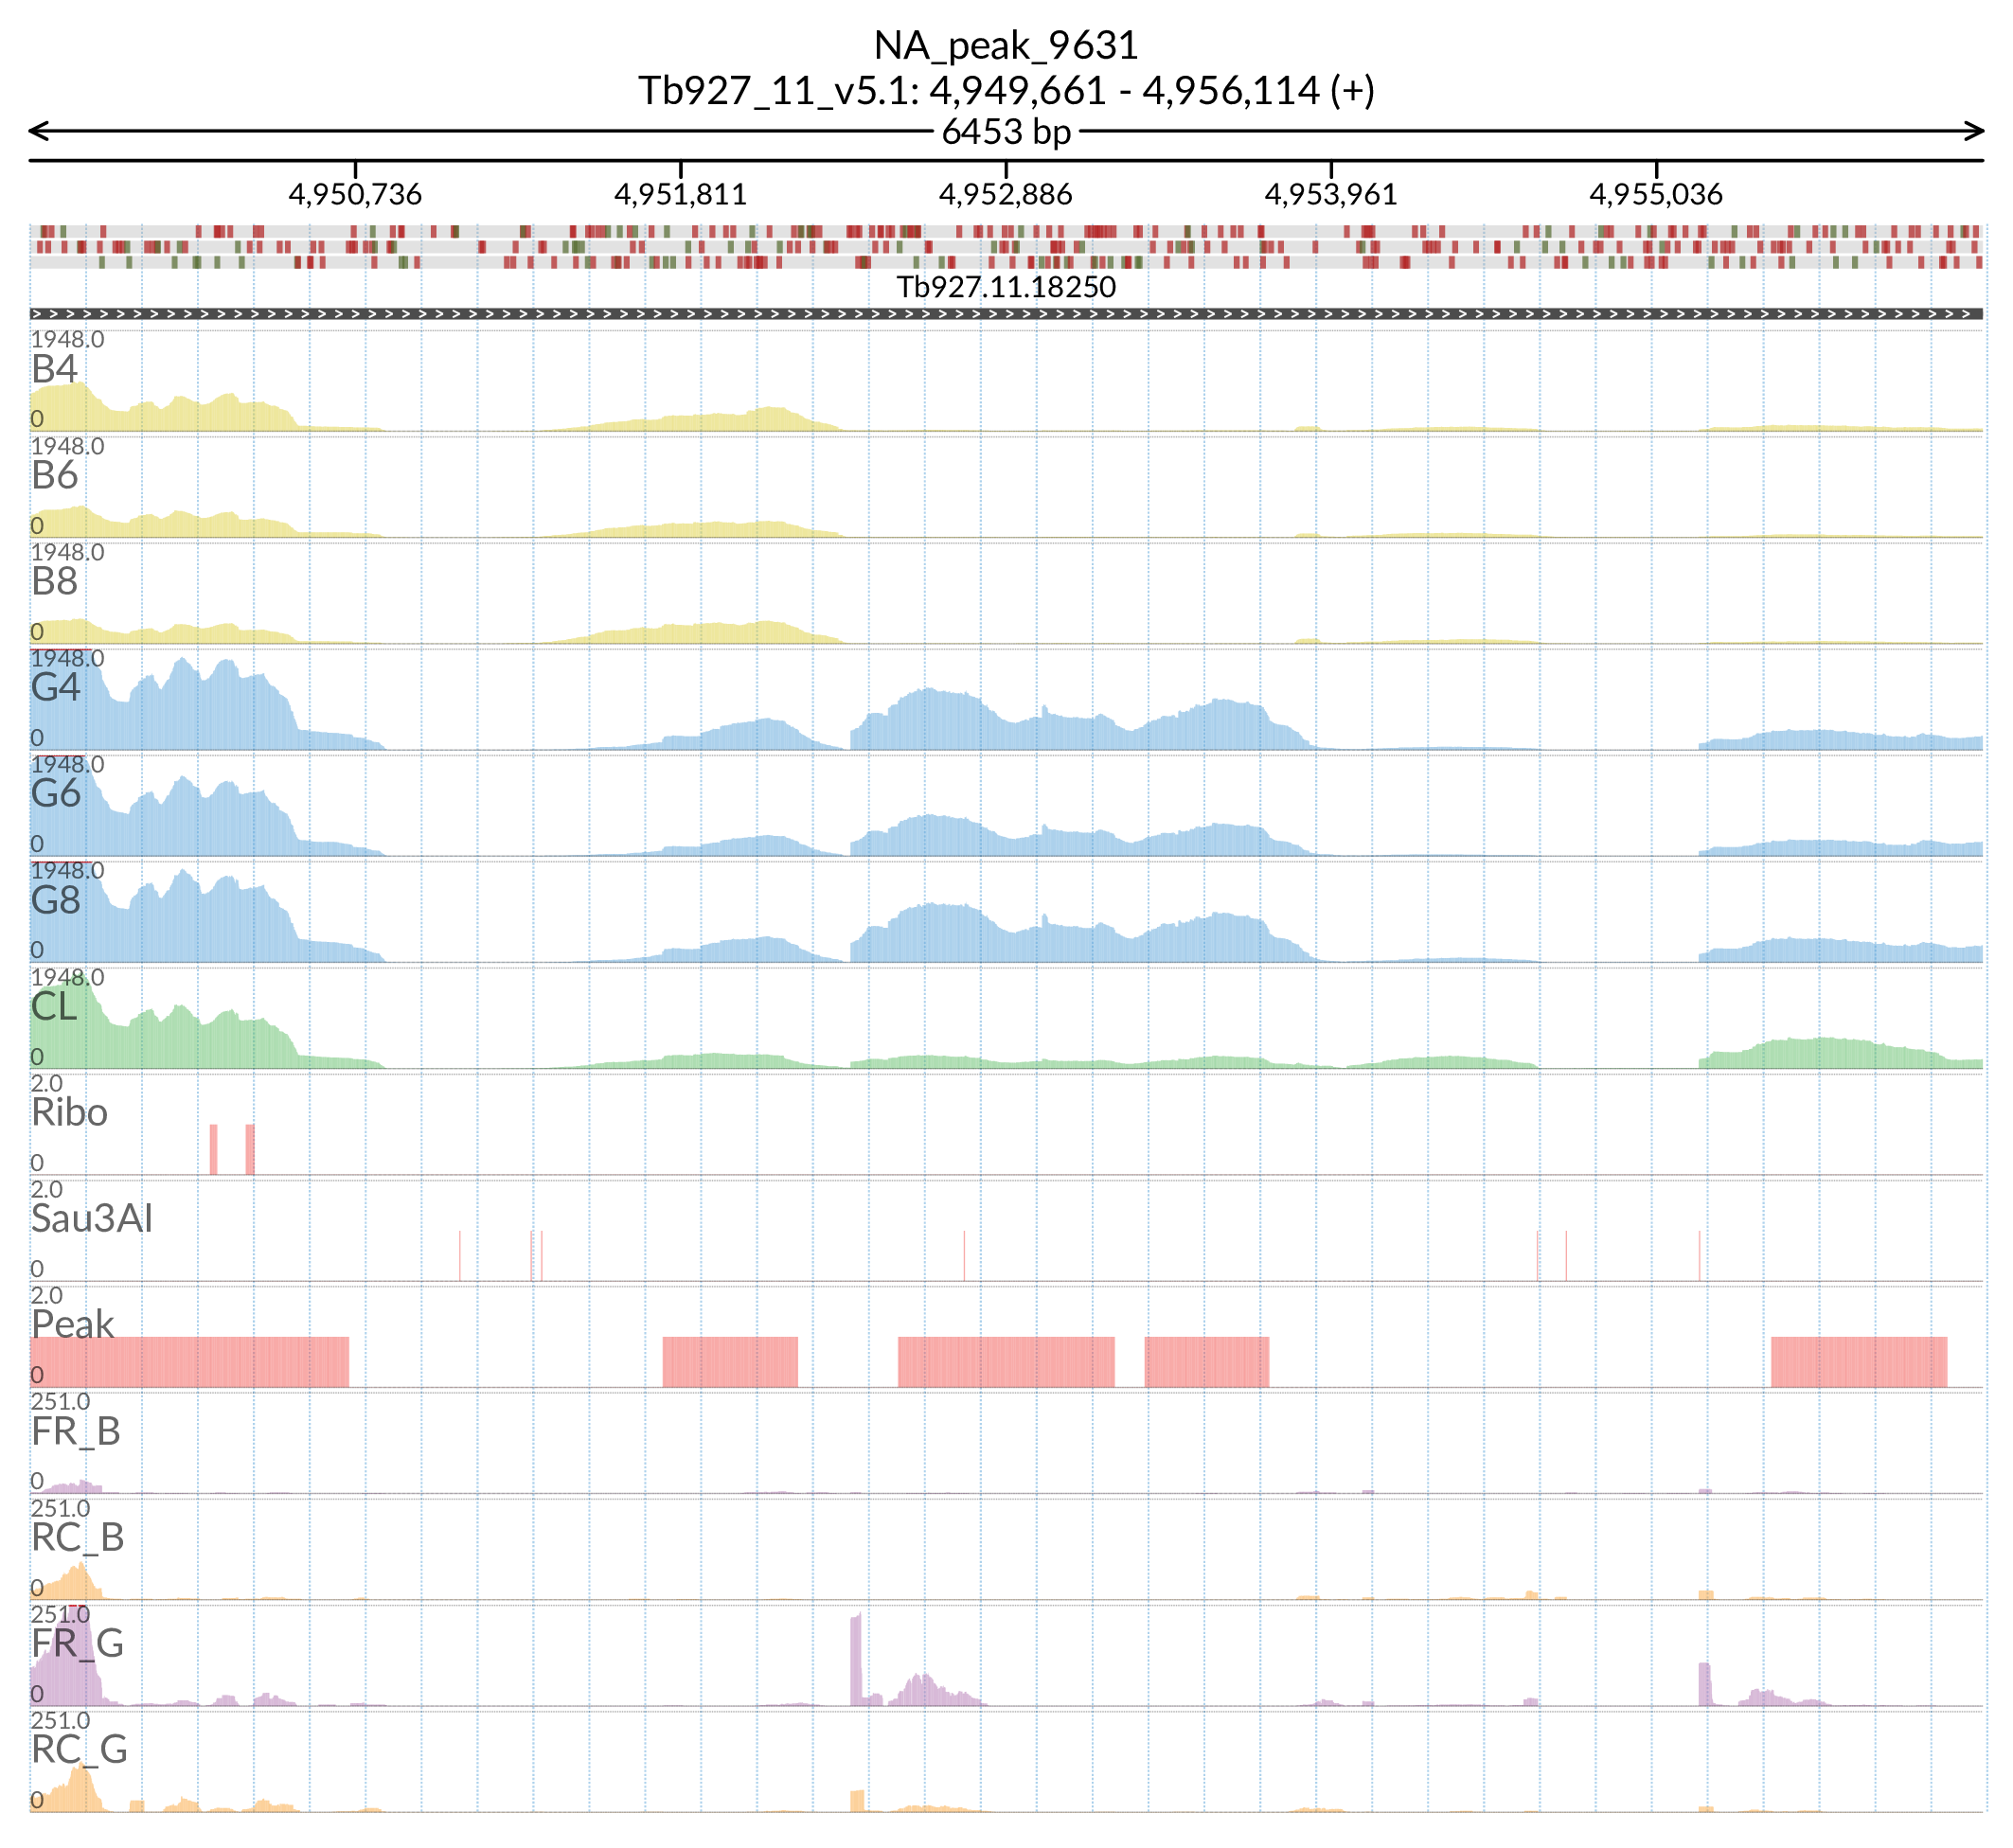 NA_peak_9631
Tb927_11_v5.1: 4,949,661 - 4,956,114 (+)
6453 bp
4,950,736 4,951,811 4,952,886 4,953,961 4,955,036
Tb927.11.18250
1948.0
B4
0
1948.0
B6
0
1948.0
B8
0
1948.0
G4
0
1948.0
G6
0
1948.0
G8
0
1948.0
CL
0
2.0
Ribo
0
2.0
Sau3AI
0
2.0
Peak
0
251.0
FR_B
0
251.0
RC_B
0
251.0
FR_G
0
251.0
RC_G
0